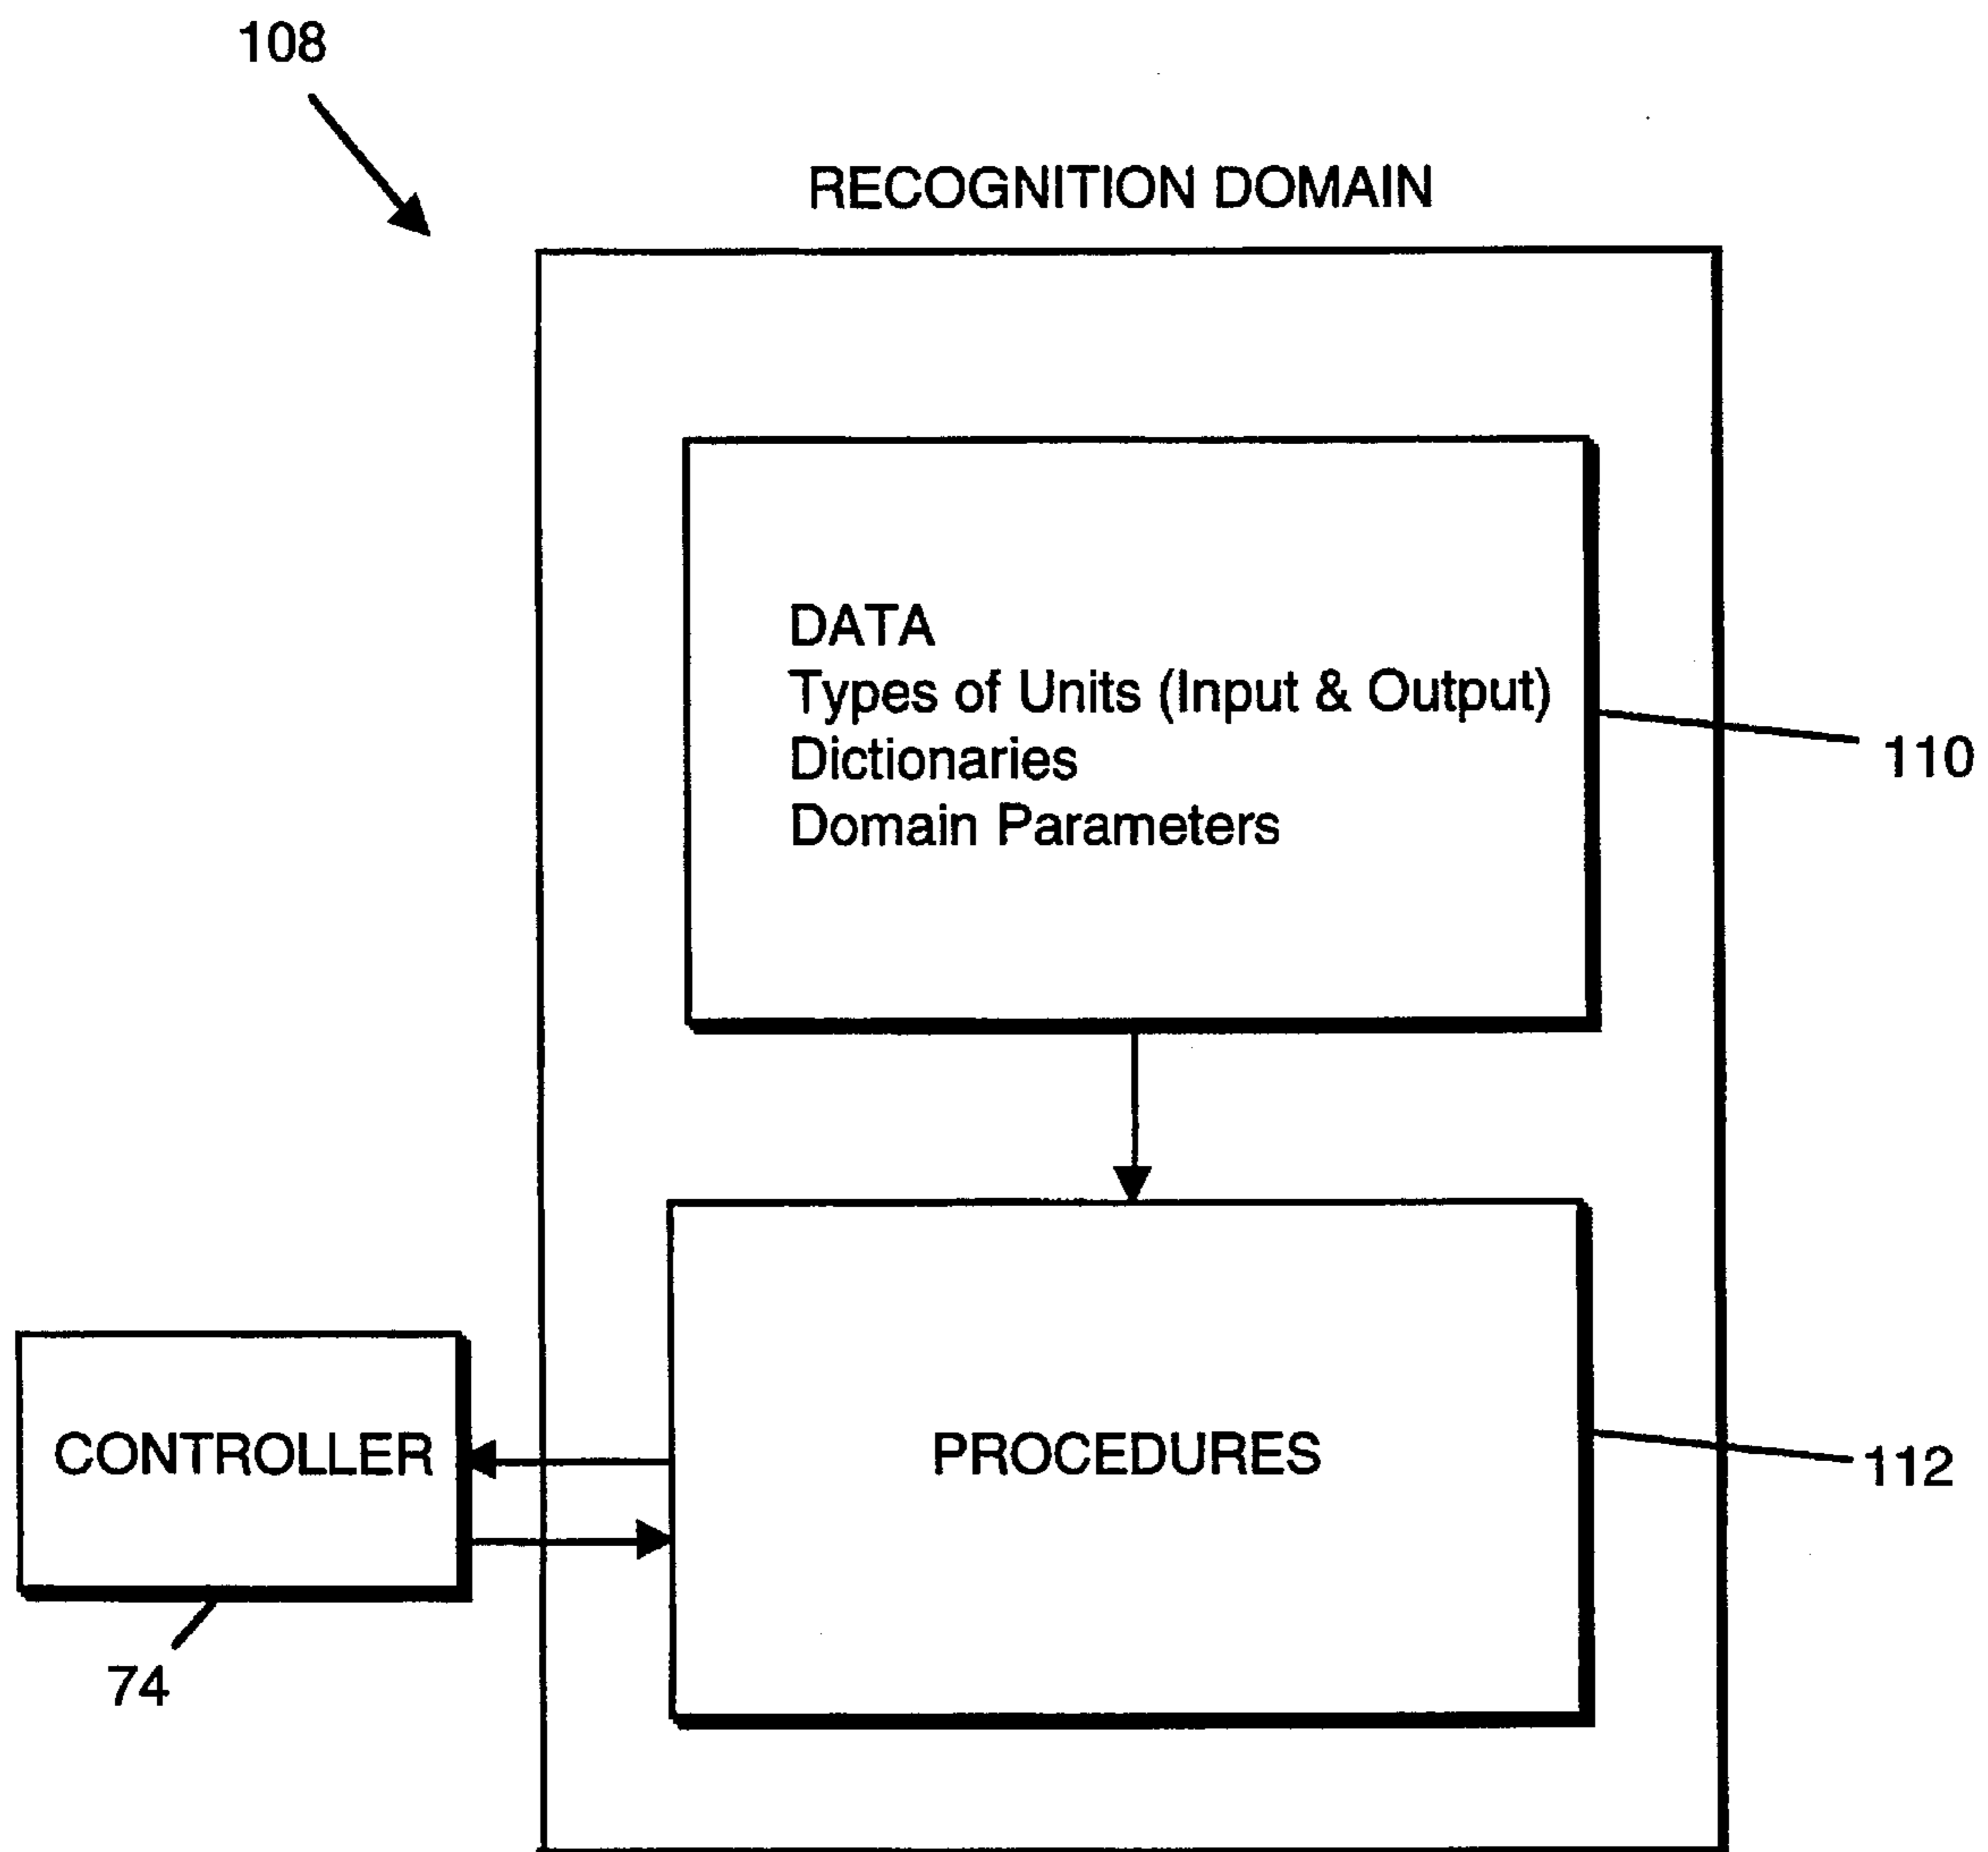 108
RECOGNITION DOMAIN
DATA
Types of Units (Input & Output)
Dictionaries
Domain Parameters
110
CONTROLLER
PROCEDURES
112
74